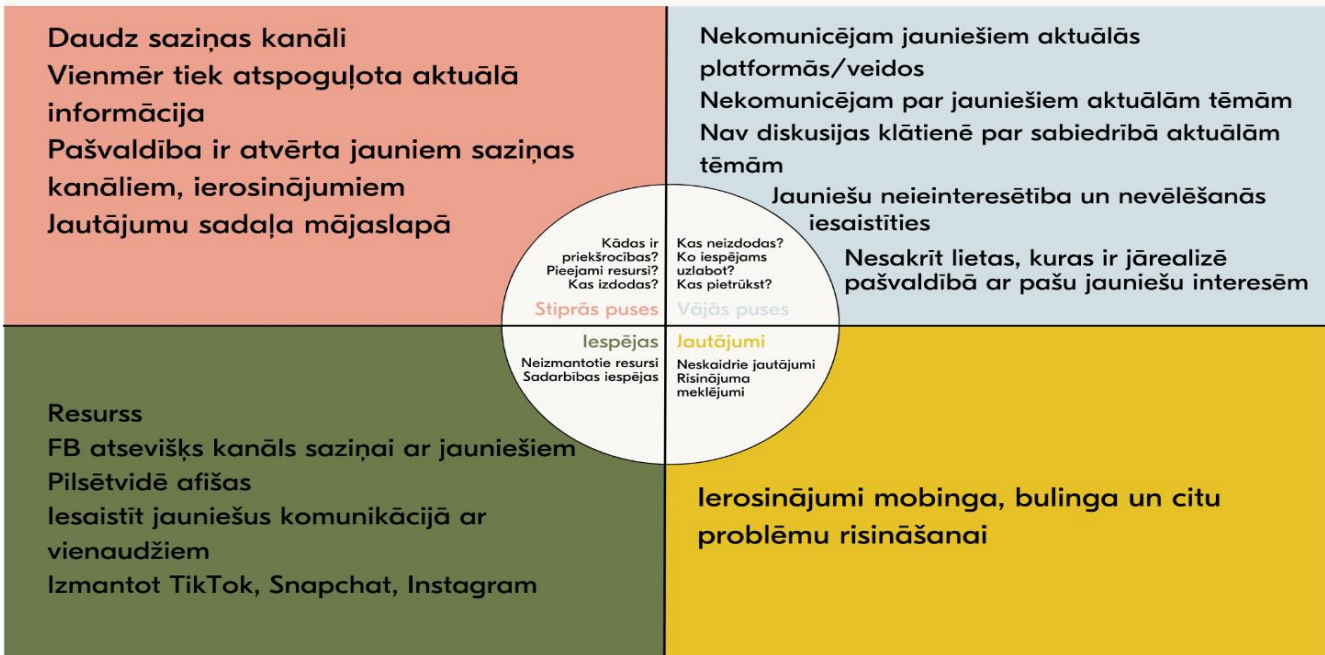 Daudz saziņas kanāli
Vienmēr tiek atspoguļota aktuālā
informācija
Pašvaldība ir atvērta jauniem saziņas
kanāliem, ierosinājumiem
Jautājumu sadaļa mājaslapā
Nekomunicējam jauniešiem aktuālās
platformās/veidos
Nekomunicējam par jauniešiem aktuālām tēmām
Nav diskusijas klātienē par sabiedrībā aktuālām
tēmām
Jauniešu neieinteresētība un nevēlēšanās
iesaistīties
Nesakrīt lietas, kuras ir jārealizē
pašvaldībā ar pašu jauniešu interesēm
Kādas ir
priekšrocības?
Pieejami resursi?
Kas izdodas?
Stiprās puses
Kas neizdodas?
Ko iespējams
uzlabot?
Kas pietrūkst?
Vājās puses
Iespējas
Neizmantotie resursi
Sadarbības iespējas
Jautājumi
Neskaidrie jautājumi
Risinājuma
meklējumi
Resurss
FB atsevišķs kanāls saziņai ar jauniešiem
Pilsētvidē afišas
Iesaistīt jauniešus komunikācijā ar
vienaudžiem
Izmantot TikTok, Snapchat, Instagram
Ierosinājumi mobinga, bulinga un citu
problēmu risināšanai